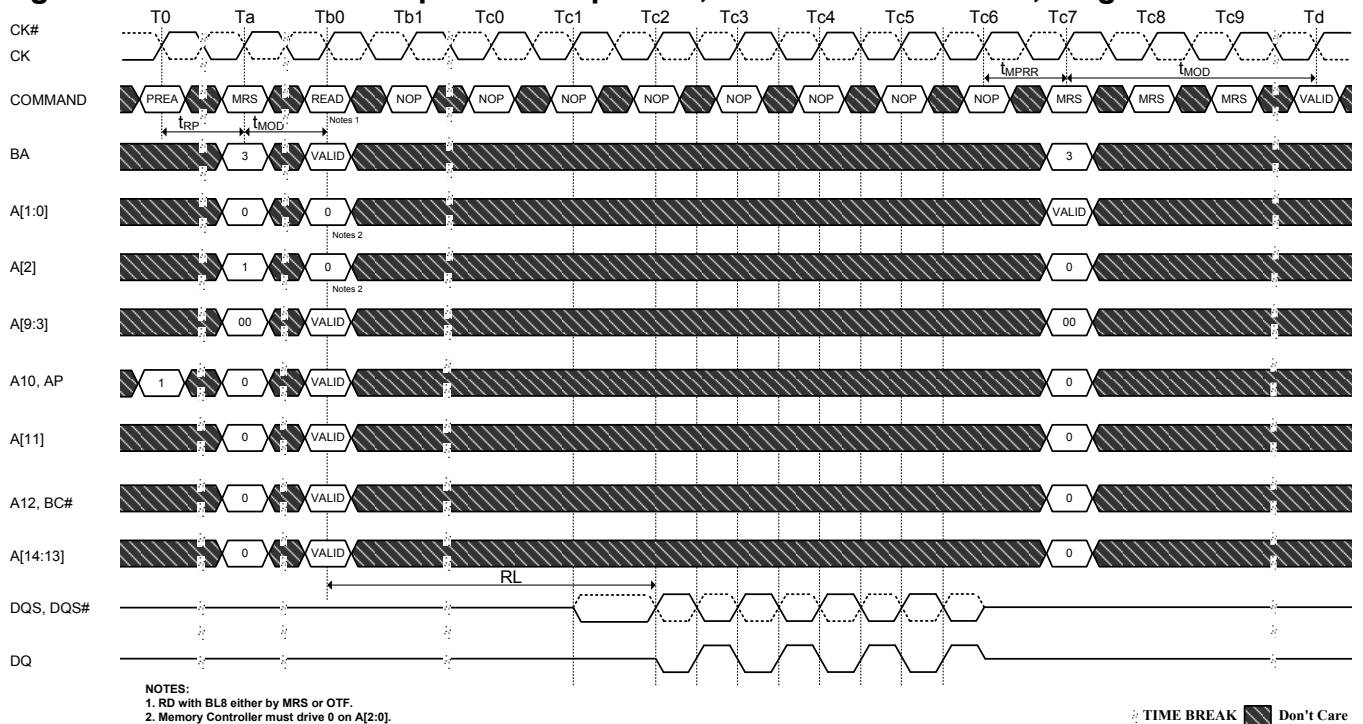 T0 Ta Tb0 Tb1 Tc0 Tc1 Tc2 Tc3 Tc4 Tc5 Tc6 Tc7 Tc8 Tc9 Td
CK#
CK
tMPRR tMOD
COMMAND PREA MRS READ NOP NOP NOP NOP NOP NOP NOP NOP MRS MRS MRS VALID
tRP tMOD Notes 1
BA 3 VALID 3
A[1:0] 0 0 VALID
Notes 2
A[2] 1 0 0
Notes 2
A[9:3] 00 VALID 00
A10, AP 1 0 VALID 0
A[11] 0 VALID 0
A12, BC# 0 VALID 0
A[14:13] 0 VALID 0
RL
DQS, DQS#
DQ
NOTES:
1. RD with BL8 either by MRS or OTF.
2. Memory Controller must drive 0 on A[2:0].
TIME BREAK Don't Care